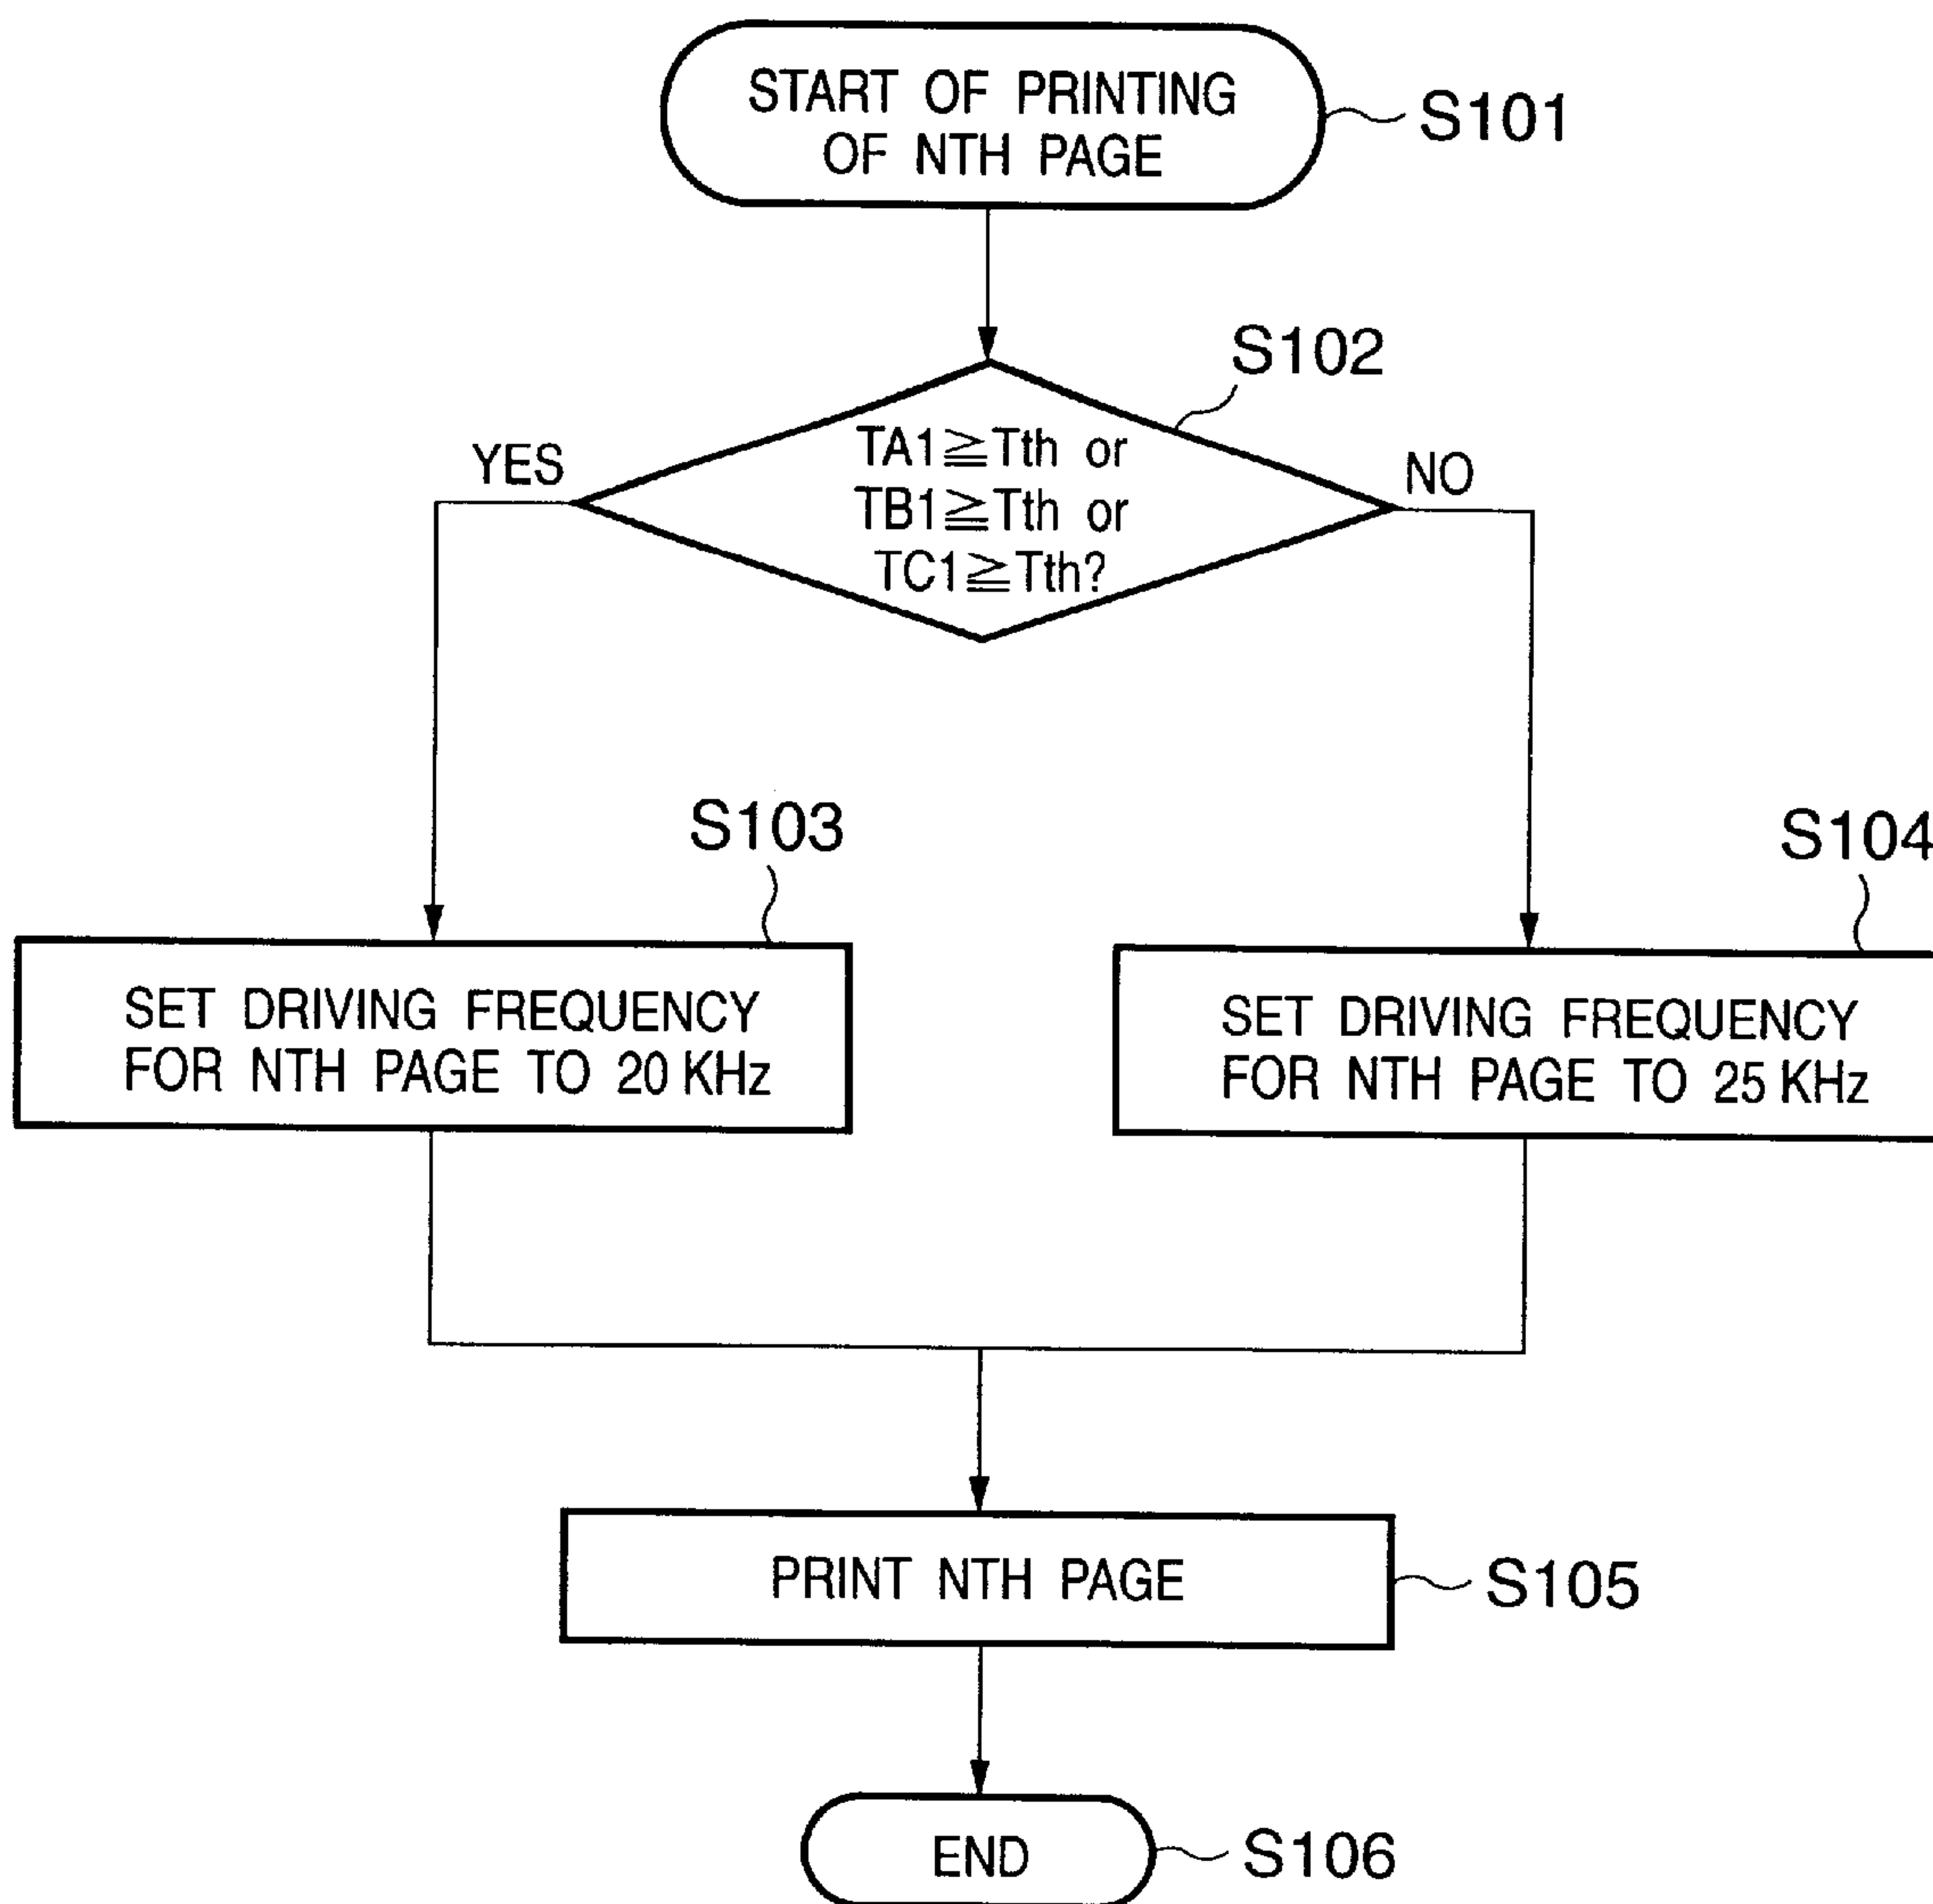 START OF PRINTING
OF NTH PAGE
S101
S102
YES
TA1≧Tth or
TB1≧Tth or
TC1≧Tth?
NO
S103
S104
SET DRIVING FREQUENCY
FOR NTH PAGE TO 20 KHz
SET DRIVING FREQUENCY
FOR NTH PAGE TO 25 KHz
PRINT NTH PAGE
S105
END
S106